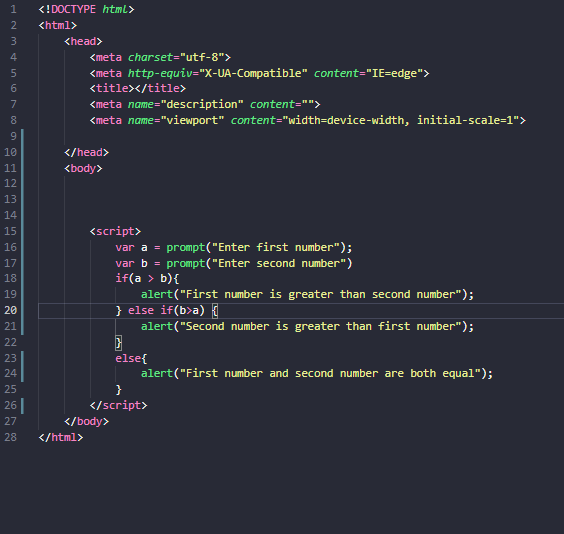 1 <!DOCTYPE html>
2 <html>
3     <head>
4         <meta charset="utf-8">
5         <meta http-equiv="X-UA-Compatible" content="IE=edge">
6         <title></title>
7         <meta name="description" content="">
8         <meta name="viewport" content="width=device-width, initial-scale=1">
9
10     </head>
11     <body>
12
13
14
15         <script>
16             var a = prompt("Enter first number");
17             var b = prompt("Enter second number")
18             if(a > b){
19                 alert("First number is greater than second number");
20             } else if(b>a) {
21                 alert("Second number is greater than first number");
22             }
23             else{
24                 alert("First number and second number are both equal");
25             }
26         </script>
27     </body>
28 </html>